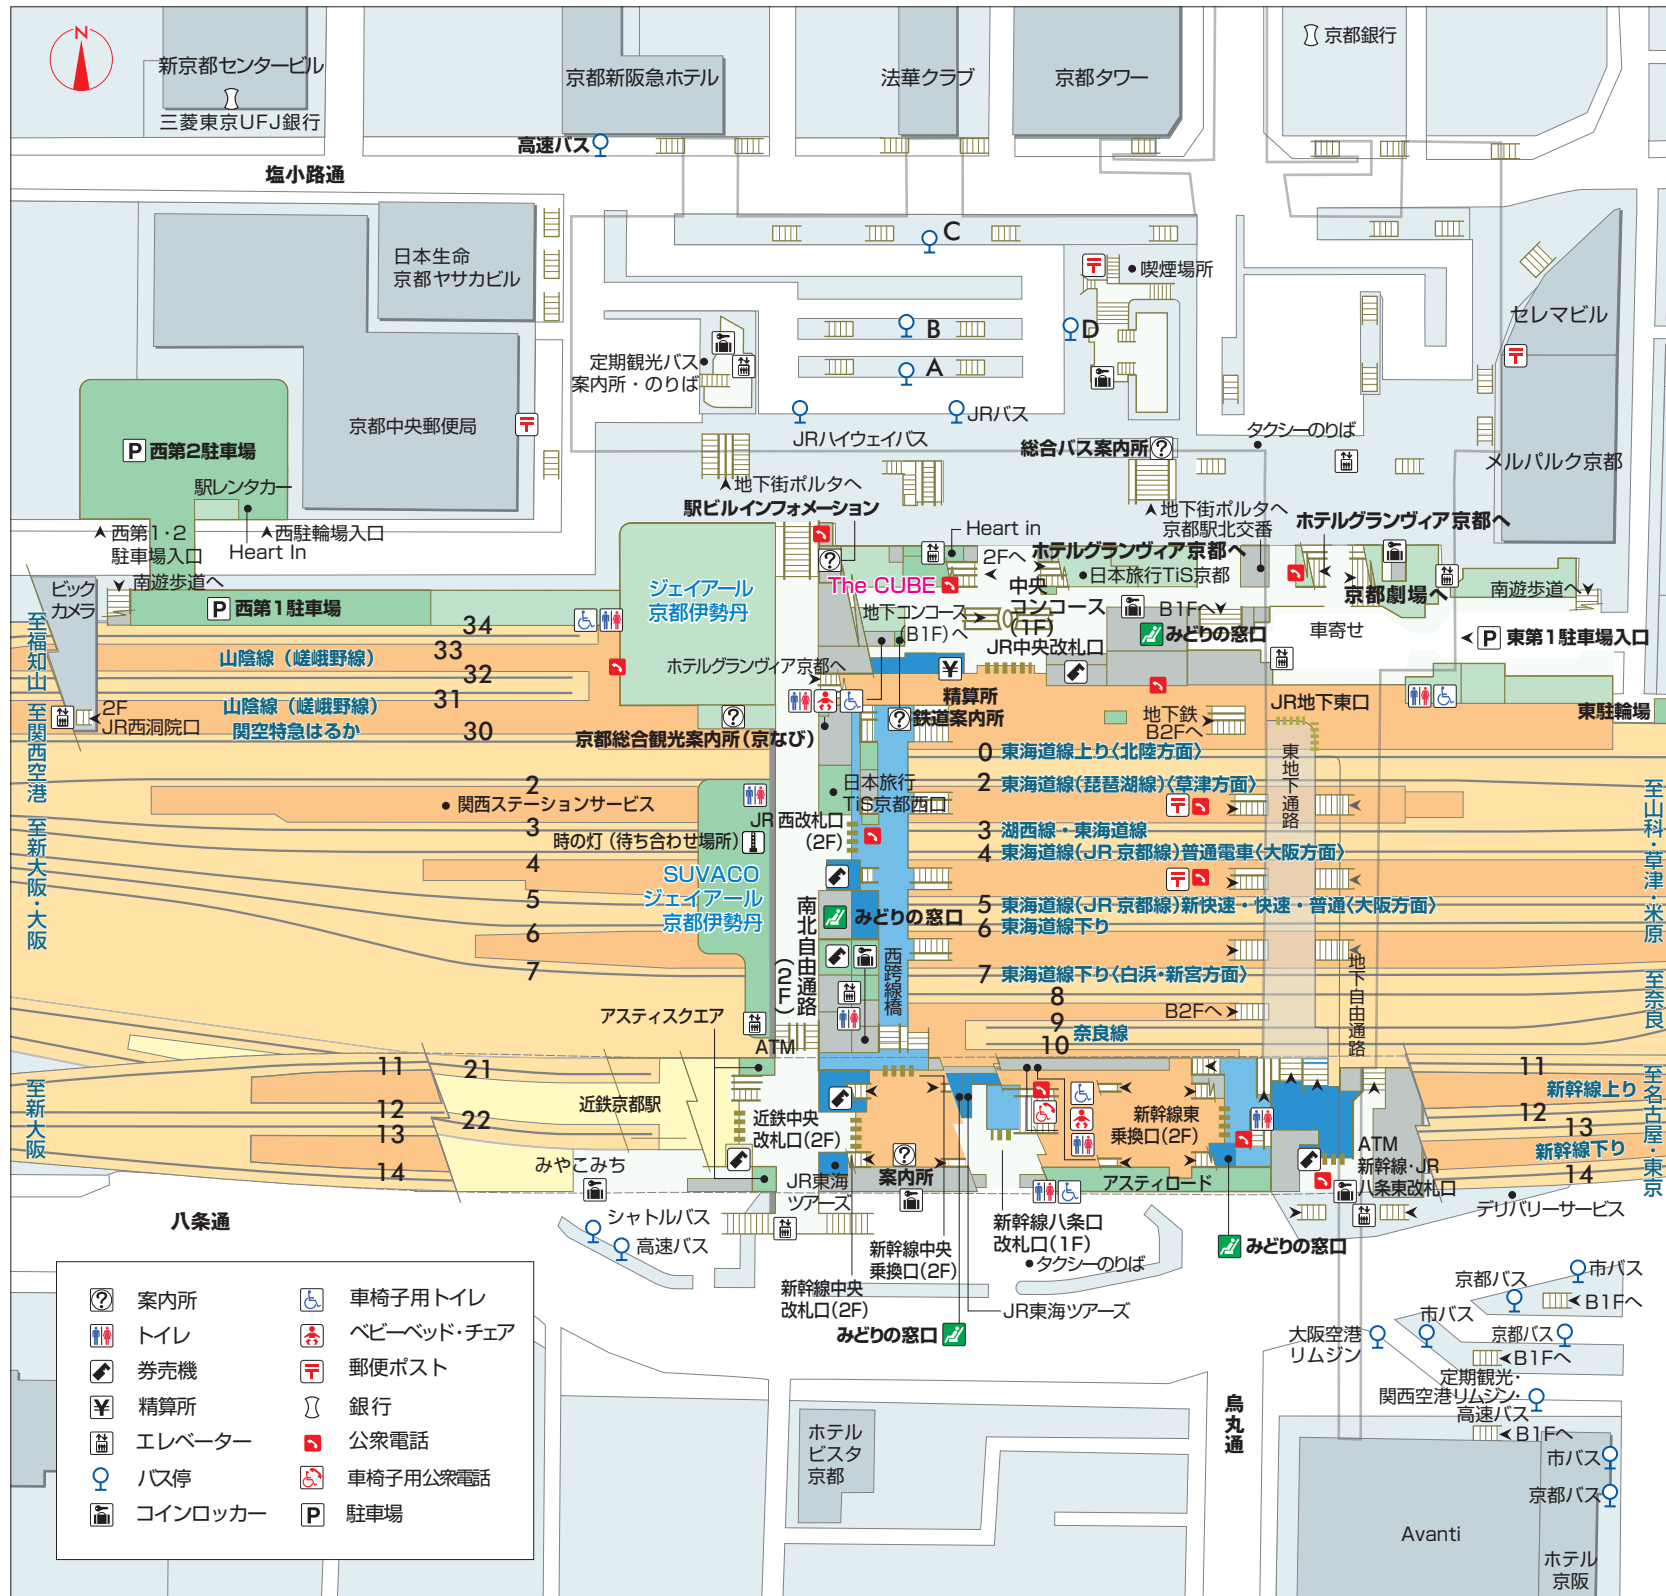 N
新京都センタービル
三菱東京UFJ銀行
京都新阪急ホテル
法華クラブ
京都タワー
京都銀行
高速バス
塩小路通
日本生命
京都ヤサカビル
C
喫煙場所
B
D
A
セレマビル
定期観光バス
案内所・のりば
京都中央郵便局
JRハイウェイバス
JRバス
総合バス案内所
タクシーのりば
メルパルク京都
P 西第2駐車場
駅レンタカー
西第1・2
駐車場入口
Heart In
西駐輪場入口
地下街ポルタへ
駅ビルインフォメーション
地下街ポルタへ
京都駅北交番
ホテルグランヴィア京都へ
Heart in
2Fへ
ホテルグランヴィア京都へ
日本旅行TiS京都
中央
コンコース
(1F)
The CUBE
地下コンコース
(B1F)へ
B1Fへ
京都劇場へ
南遊歩道へ
ビック
カメラ
南遊歩道へ
P 西第1駐車場
ジェイアール
京都伊勢丹
みどりの窓口
車寄せ
P 東第1駐車場入口
JR中央改札口
ホテルグランヴィア京都へ
精算所
鉄道案内所
地下鉄
B2Fへ
JR地下東口
東駐輪場
至福知山
至関西空港
至新大阪・大阪
至新大阪
34
33
山陰線（嵯峨野線）
32
31
山陰線（嵯峨野線）
関空特急はるか
30
2F
JR西洞院口
京都総合観光案内所(京なび)
0 東海道線上り〈北陸方面〉
2 東海道線(琵琶湖線)〈草津方面〉
3 湖西線・東海道線
4 東海道線(JR京都線)普通電車〈大阪方面〉
5 東海道線(JR京都線)新快速・快速・普通〈大阪方面〉
6 東海道線下り
7 東海道線下り〈白浜・新宮方面〉
8
9
奈良線
10
B2Fへ
東地下通路
地下自由通路
至山科・草津・米原
至奈良
至名古屋・東京
2
関西ステーションサービス
3
4
5
6
7
日本旅行
TiS京都西口
JR西改札口
(2F)
時の灯（待ち合わせ場所）
SUVACO
ジェイアール
京都伊勢丹
みどりの窓口
南北自由通路
(2F)
西跨線橋
アスティスクエア
ATM
11
21
12
22
13
14
近鉄京都駅
近鉄中央
改札口(2F)
みやこみち
JR東海
ツアーズ
案内所
新幹線東
乗換口(2F)
アスティロード
ATM
新幹線・JR
八条東改札口
11
新幹線上り
12
13
新幹線下り
14
デリバリーサービス
八条通
シャトルバス
高速バス
新幹線中央
乗換口(2F)
新幹線中央
改札口(2F)
新幹線八条口
改札口(1F)
タクシーのりば
JR東海ツアーズ
みどりの窓口
みどりの窓口
市バス
京都バス
B1Fへ
市バス
大阪空港
リムジン
京都バス
B1Fへ
定期観光・
関西空港リムジン・
高速バス
B1Fへ
市バス
京都バス
烏丸通
ホテル
ビスタ
京都
Avanti
ホテル
京阪
案内所
車椅子用トイレ
トイレ
ベビーベッド・チェア
券売機
郵便ポスト
¥ 精算所
銀行
エレベーター
公衆電話
バス停
車椅子用公衆電話
コインロッカー
P 駐車場